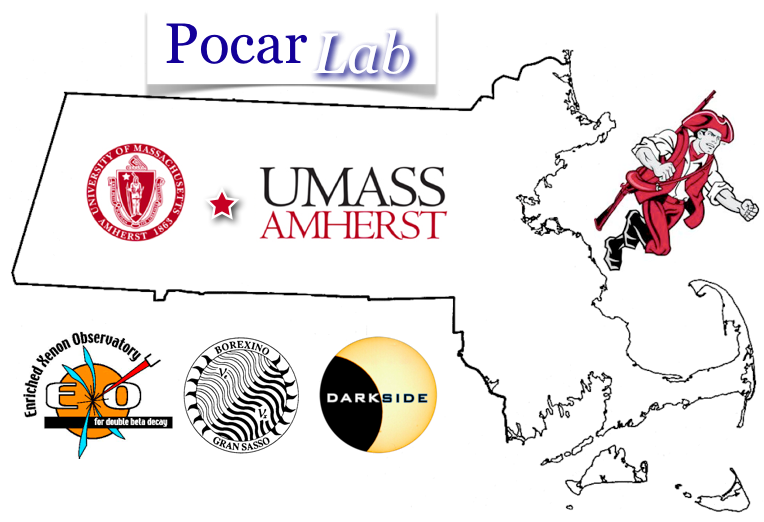 Pocar Lab
UNIVERSITY OF MASSACHUSETTS
AMHERST 1863
UMASS
AMHERST
Enriched Xenon Observatory
EXO
for double beta decay
BOREXINO
GRAN SASSO
DARKSIDE